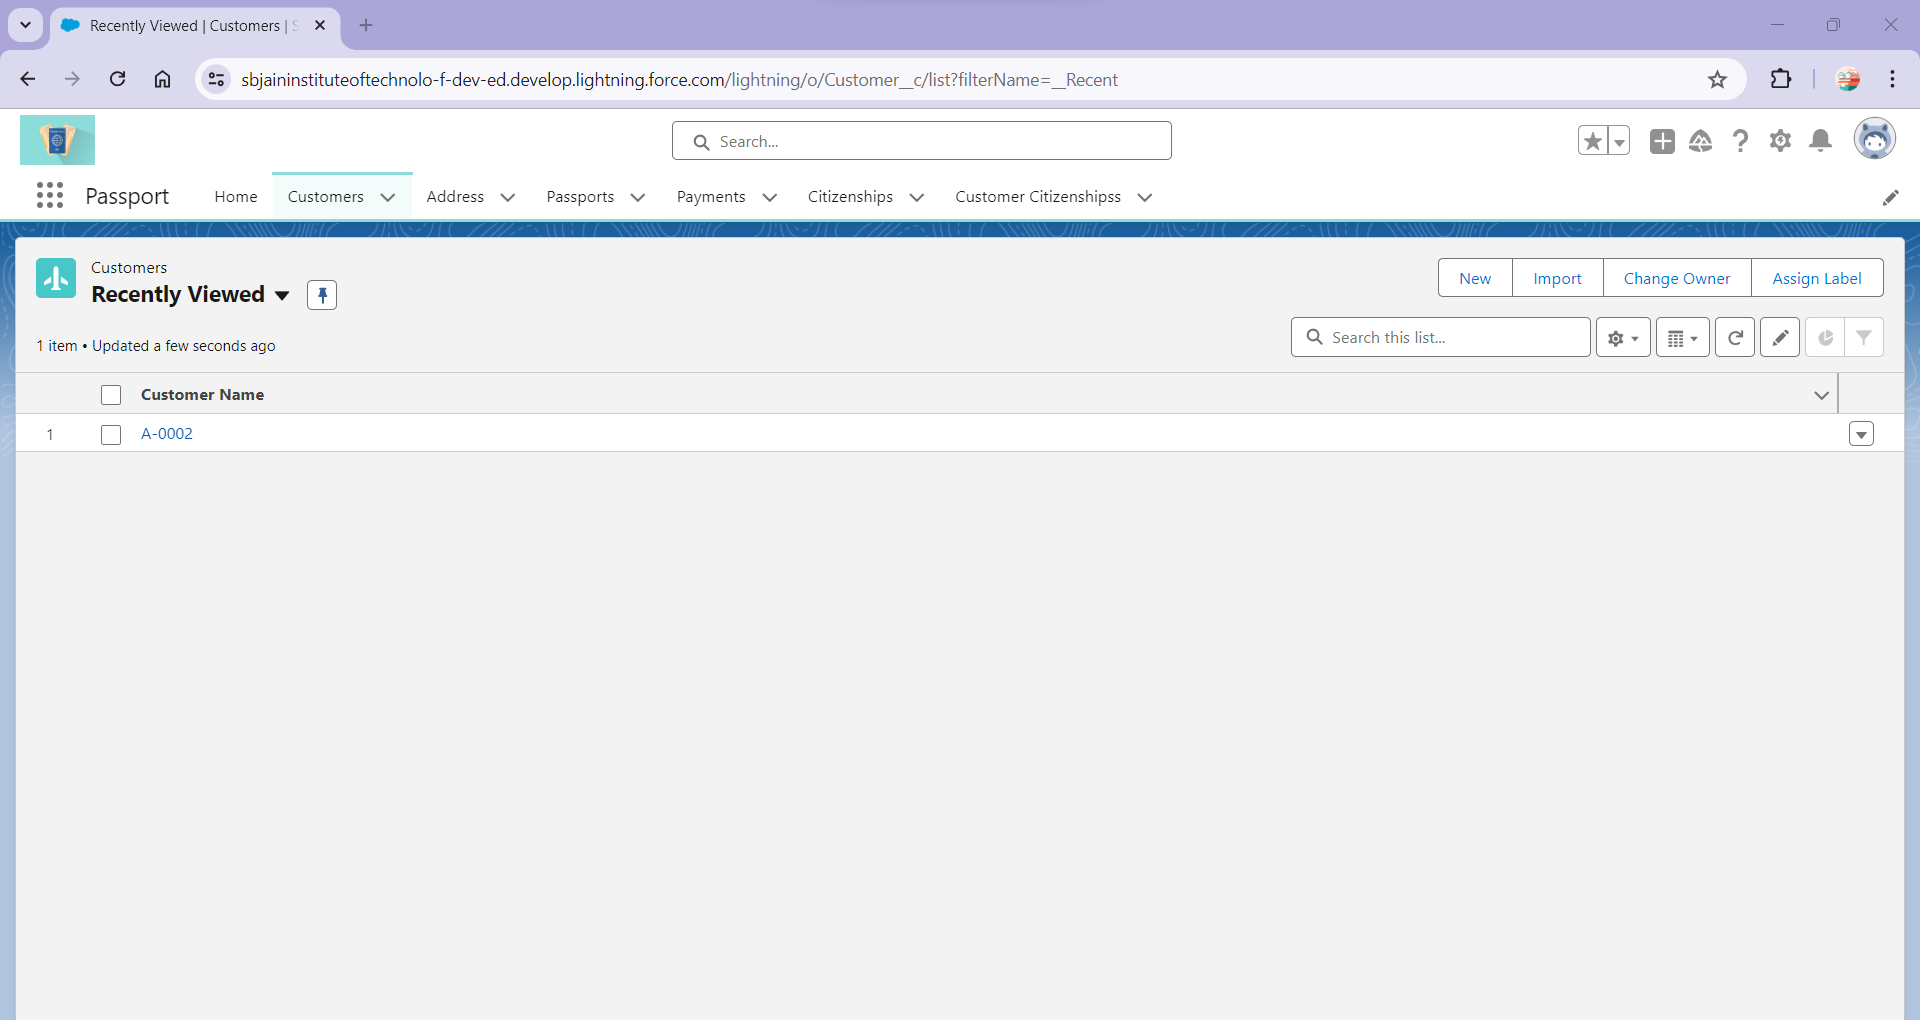 Recently Viewed | Customers |
sbjaininstituteoftechnolo-f-dev-ed.develop.lightning.force.com/lightning/o/Customer__c/list?filterName=__Recent
Search...
Passport Home Customers Address Passports Payments Citizenships Customer Citizenshipss
Customers
Recently Viewed
New Import Change Owner Assign Label
1 item • Updated a few seconds ago
Search this list...
Customer Name
1 A-0002